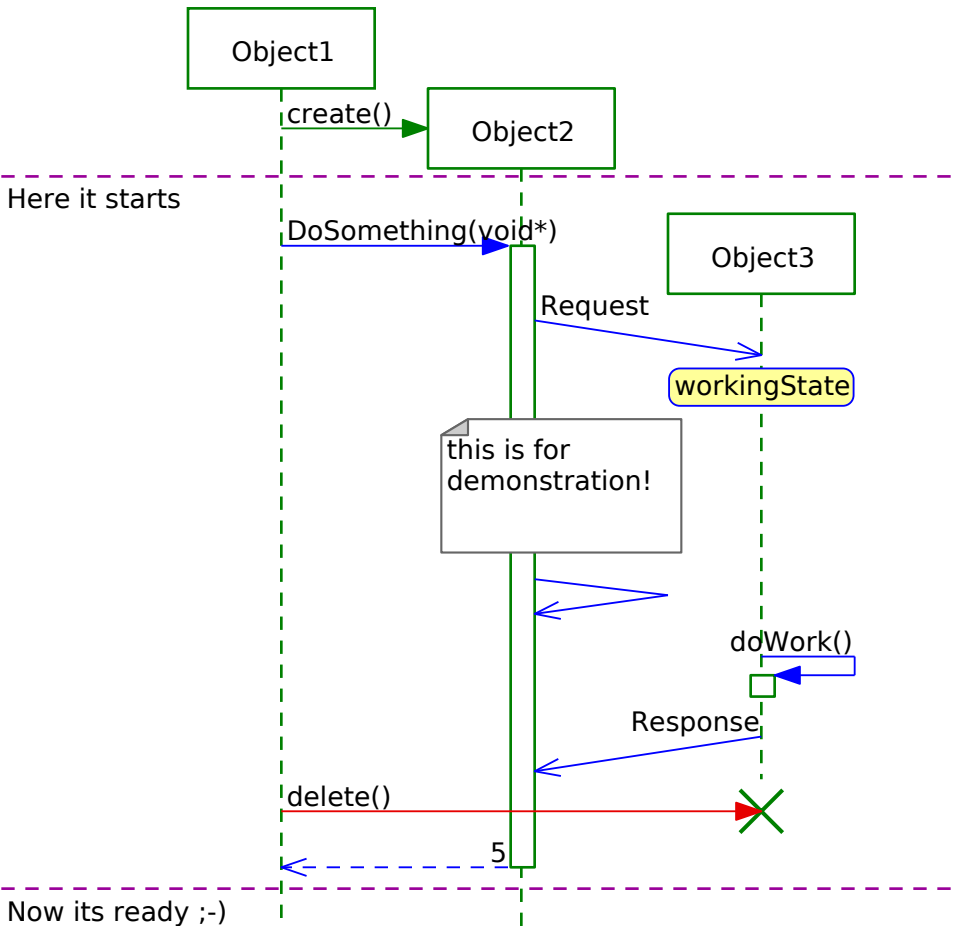 Object1
create()
Object2
Here it starts
DoSomething(void*)
Object3
Request
workingState
this is for
demonstration!
doWork()
Response
delete()
5
Now its ready ;-)